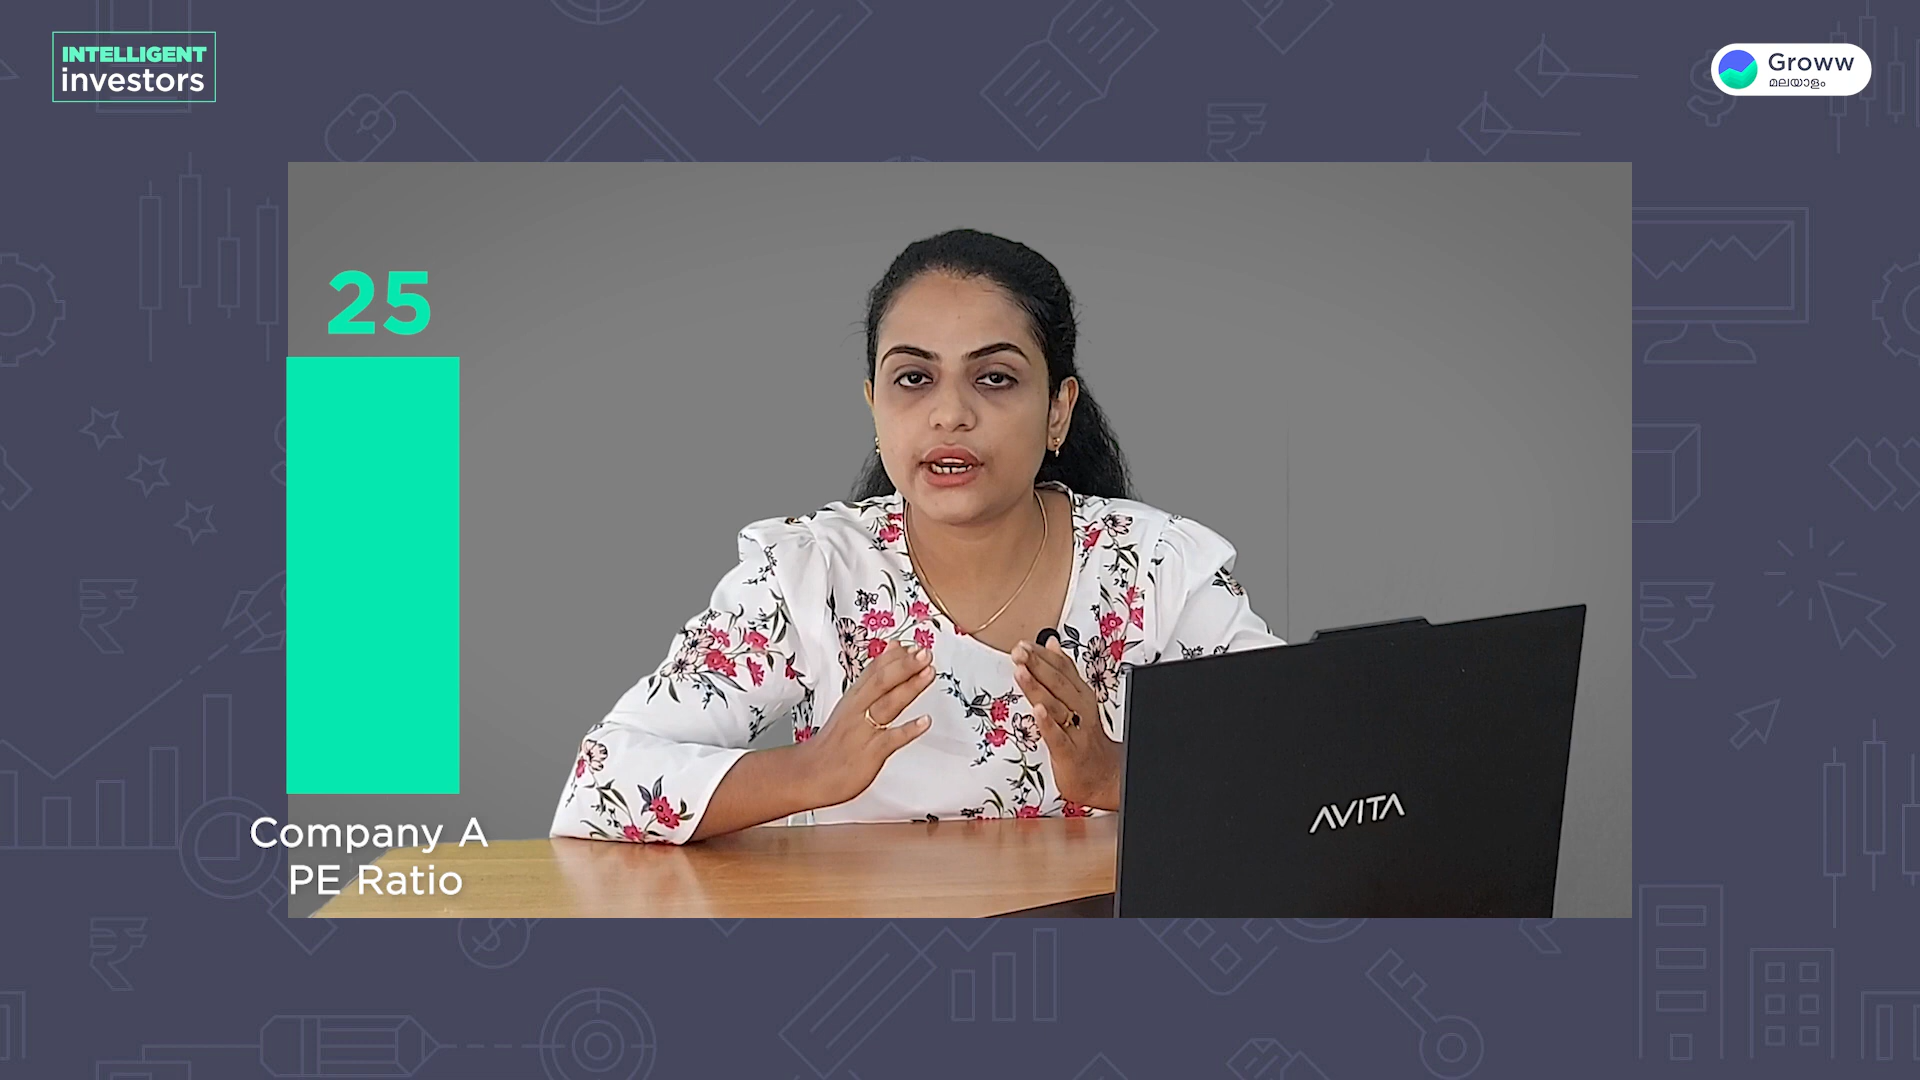 INTELLIGENT
investors
Groww
മലയാളം
25
Company A
PE Ratio
AVITA